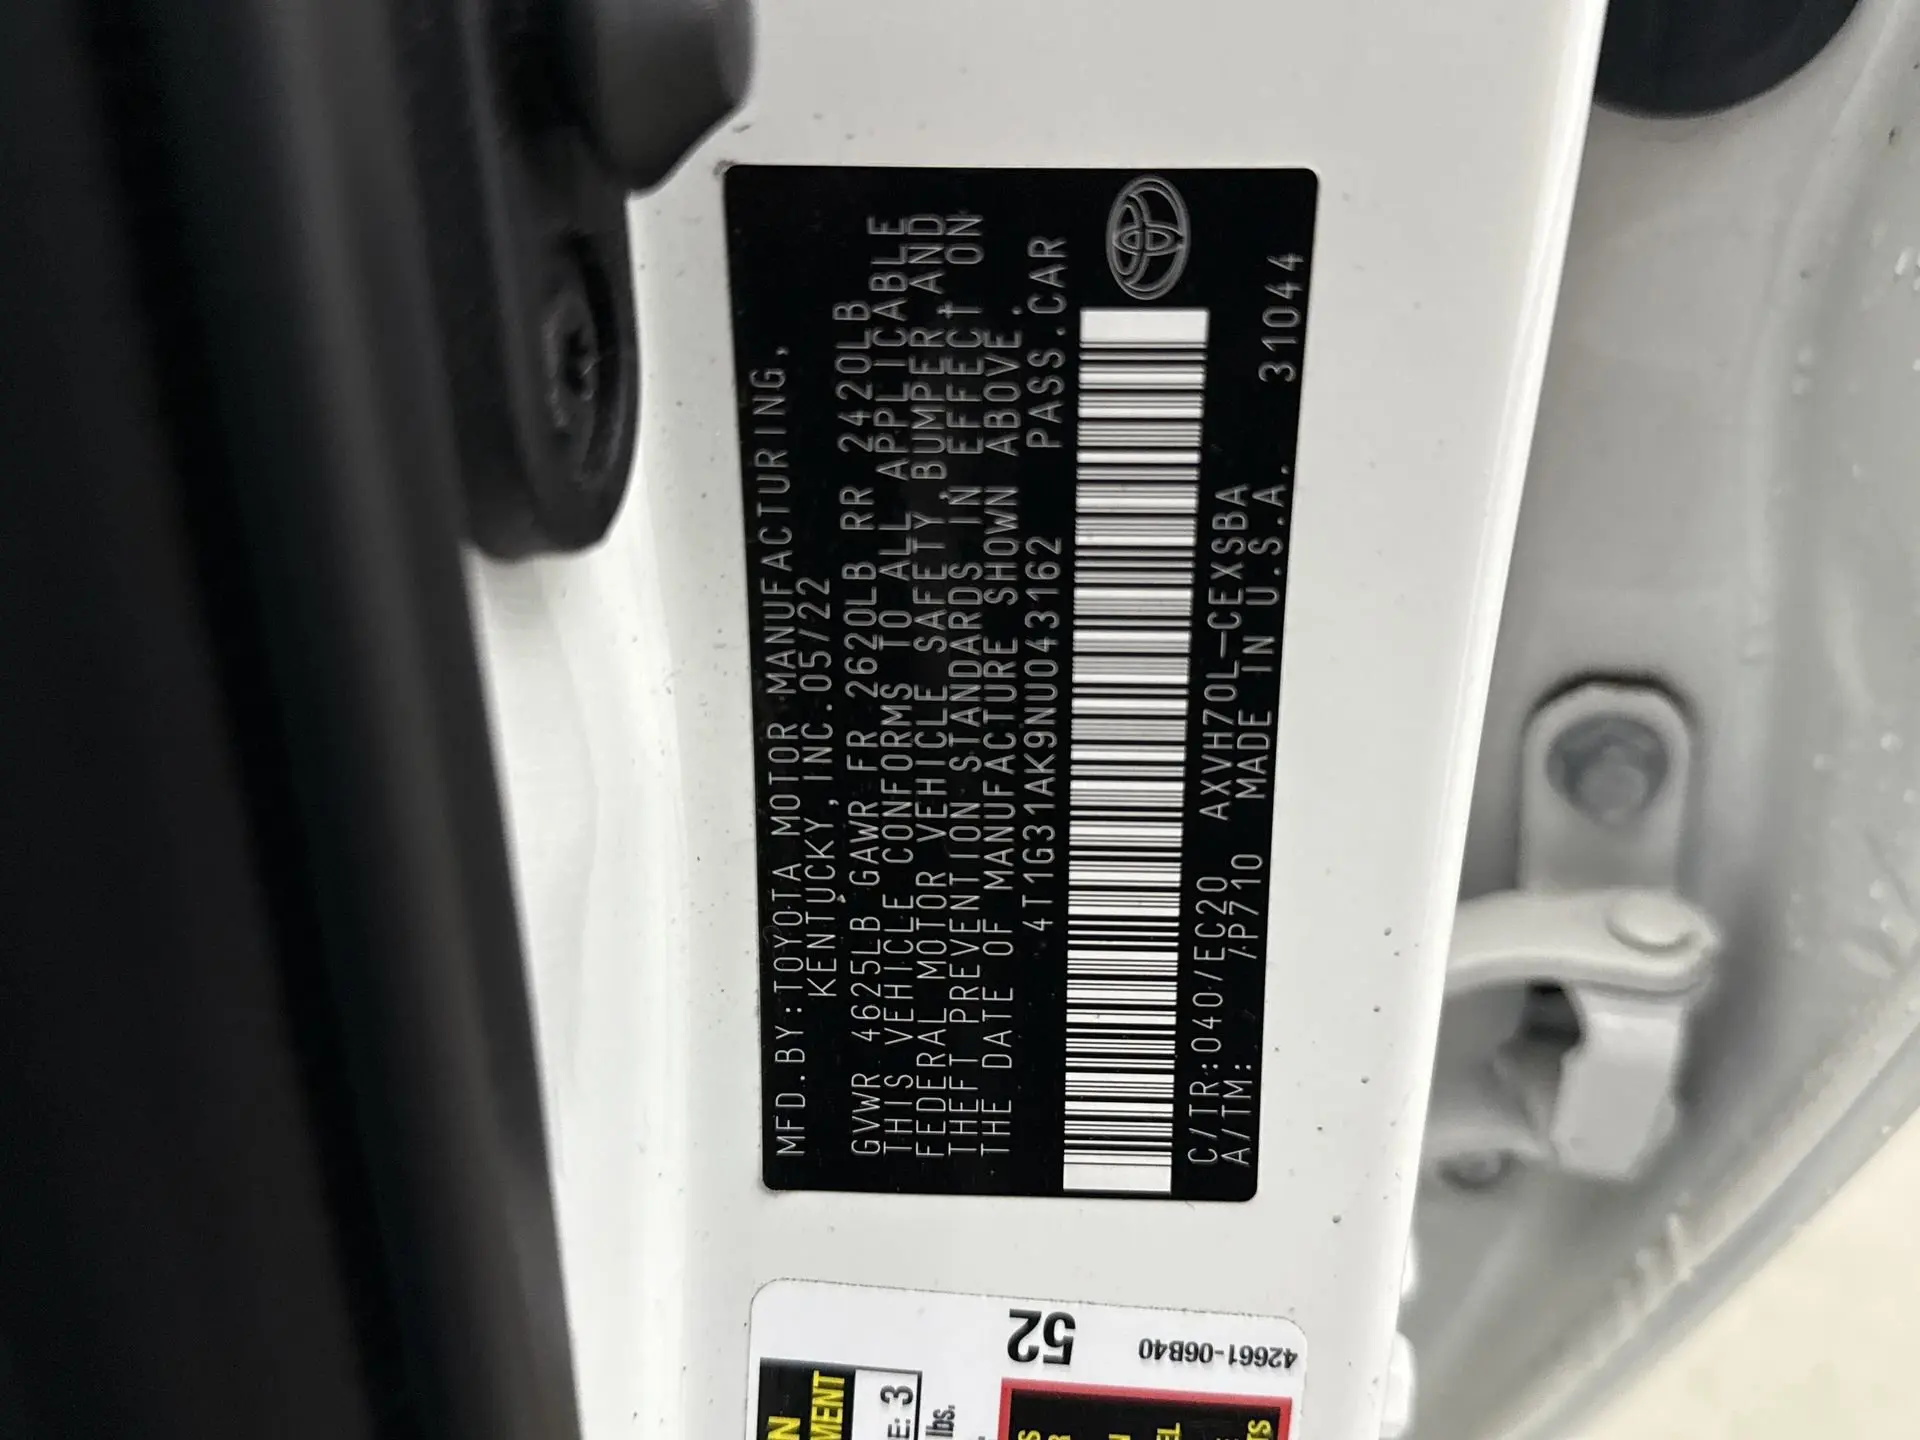 MFD.BY:TOYOTA MOTOR MANUFACTURING,
KENTUCKY,INC.05/22
GVWR 4625LB GAWR FR 2620LB RR 2420LB
THIS VEHICLE CONFORMS TO ALL APPLICABLE
FEDERAL MOTOR VEHICLE SAFETY, BUMPER, AND
THEFT PREVENTION STANDARDS IN EFFECT ON
THE DATE OF MANUFACTURE SHOWN ABOVE.
4T1G31AK9NU043162 PASS.CAR
C/TR:040/EC20 AXVH70L-CEXSBA
A/TM: /P710 MADE IN U.S.A. 31044
52
42661-06B40
E: 3
lbs.